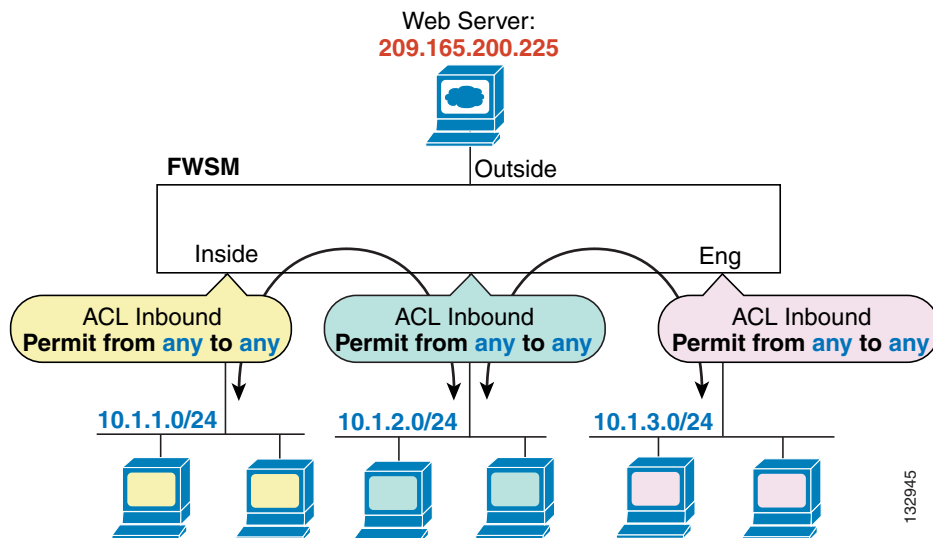 Web Server:
209.165.200.225
FWSM
Outside
Inside
Eng
ACL Inbound
Permit from any to any
ACL Inbound
Permit from any to any
ACL Inbound
Permit from any to any
10.1.1.0/24
10.1.2.0/24
10.1.3.0/24
132945